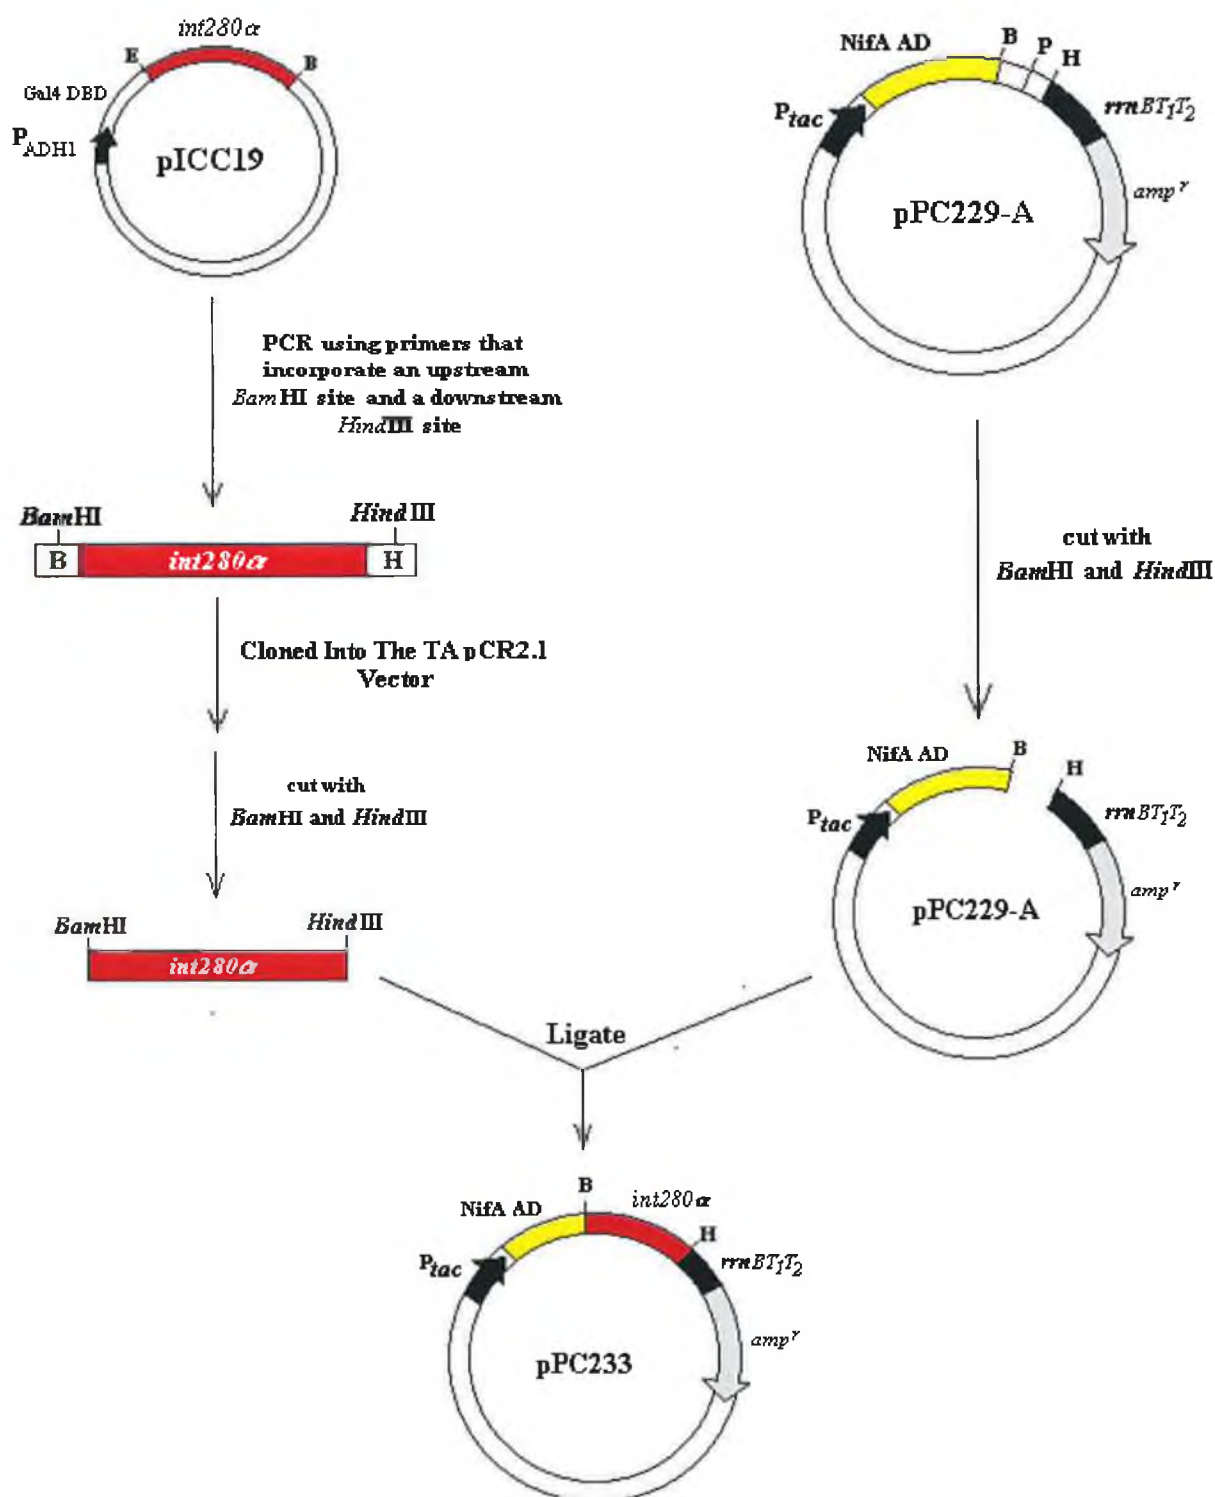 int280α
E
B
Gal4 DBD
PADH1
pICC19
PCR using primers that
incorporate an upstream
BamHI site and a downstream
HindIII site
BamHI
HindIII
B
int280α
H
Cloned Into The TA pCR2.1
Vector
cut with
BamHI and HindIII
BamHI
HindIII
int280α
NifA AD
B
P
H
Ptac
rrnBT1T2
ampr
pPC229-A
cut with
BamHI and HindIII
NifA AD
B
H
Ptac
rrnBT1T2
ampr
pPC229-A
Ligate
B
NifA AD
int280α
H
Ptac
rrnBT1T2
ampr
pPC233